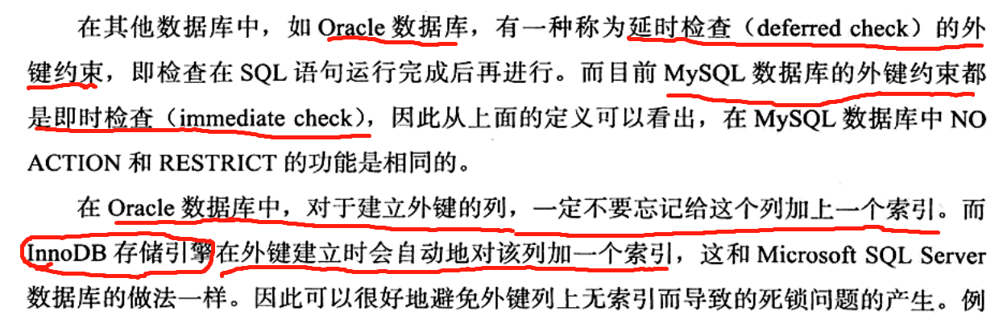 在其他数据库中，如 Oracle 数据库，有一种称为延时检查（deferred check）的外
键约束，即检查在 SQL 语句运行完成后再进行。而目前 MySQL 数据库的外键约束都
是即时检查（immediate check），因此从上面的定义可以看出，在 MySQL 数据库中 NO
ACTION 和 RESTRICT 的功能是相同的。
在 Oracle 数据库中，对于建立外键的列，一定不要忘记给这个列加上一个索引。而
InnoDB 存储引擎在外键建立时会自动地对该列加一个索引，这和 Microsoft SQL Server
数据库的做法一样。因此可以很好地避免外键列上无索引而导致的死锁问题的产生。例